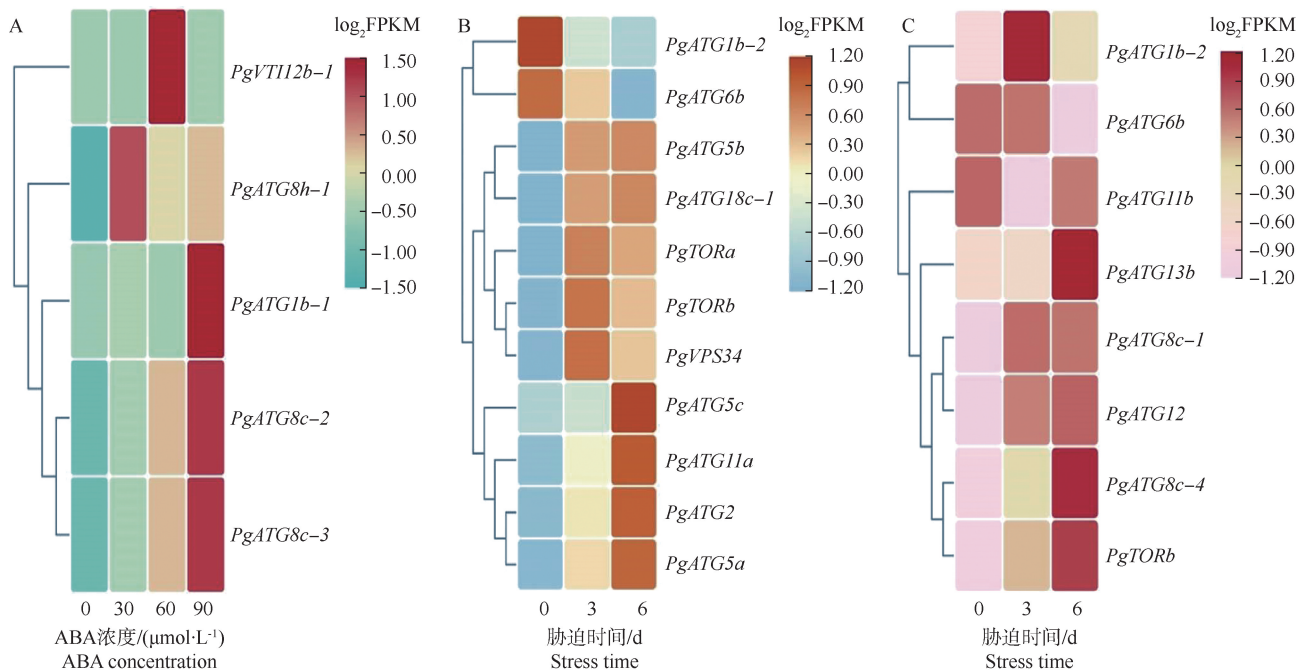 A
log₂FPKM
1.50
1.00
0.50
0.00
−0.50
−1.00
−1.50
PgVTI12b−1
PgATG8h−1
PgATG1b−1
PgATG8c−2
PgATG8c−3
0 30 60 90
ABA浓度/(μmol·L⁻¹)
ABA concentration
B
log₂FPKM
1.20
0.90
0.60
0.30
0.00
−0.30
−0.60
−0.90
−1.20
PgATG1b−2
PgATG6b
PgATG5b
PgATG18c−1
PgTORa
PgTORb
PgVPS34
PgATG5c
PgATG11a
PgATG2
PgATG5a
0 3 6
胁迫时间/d
Stress time
C
log₂FPKM
1.20
0.90
0.60
0.30
0.00
−0.30
−0.60
−0.90
−1.20
PgATG1b−2
PgATG6b
PgATG11b
PgATG13b
PgATG8c−1
PgATG12
PgATG8c−4
PgTORb
0 3 6
胁迫时间/d
Stress time